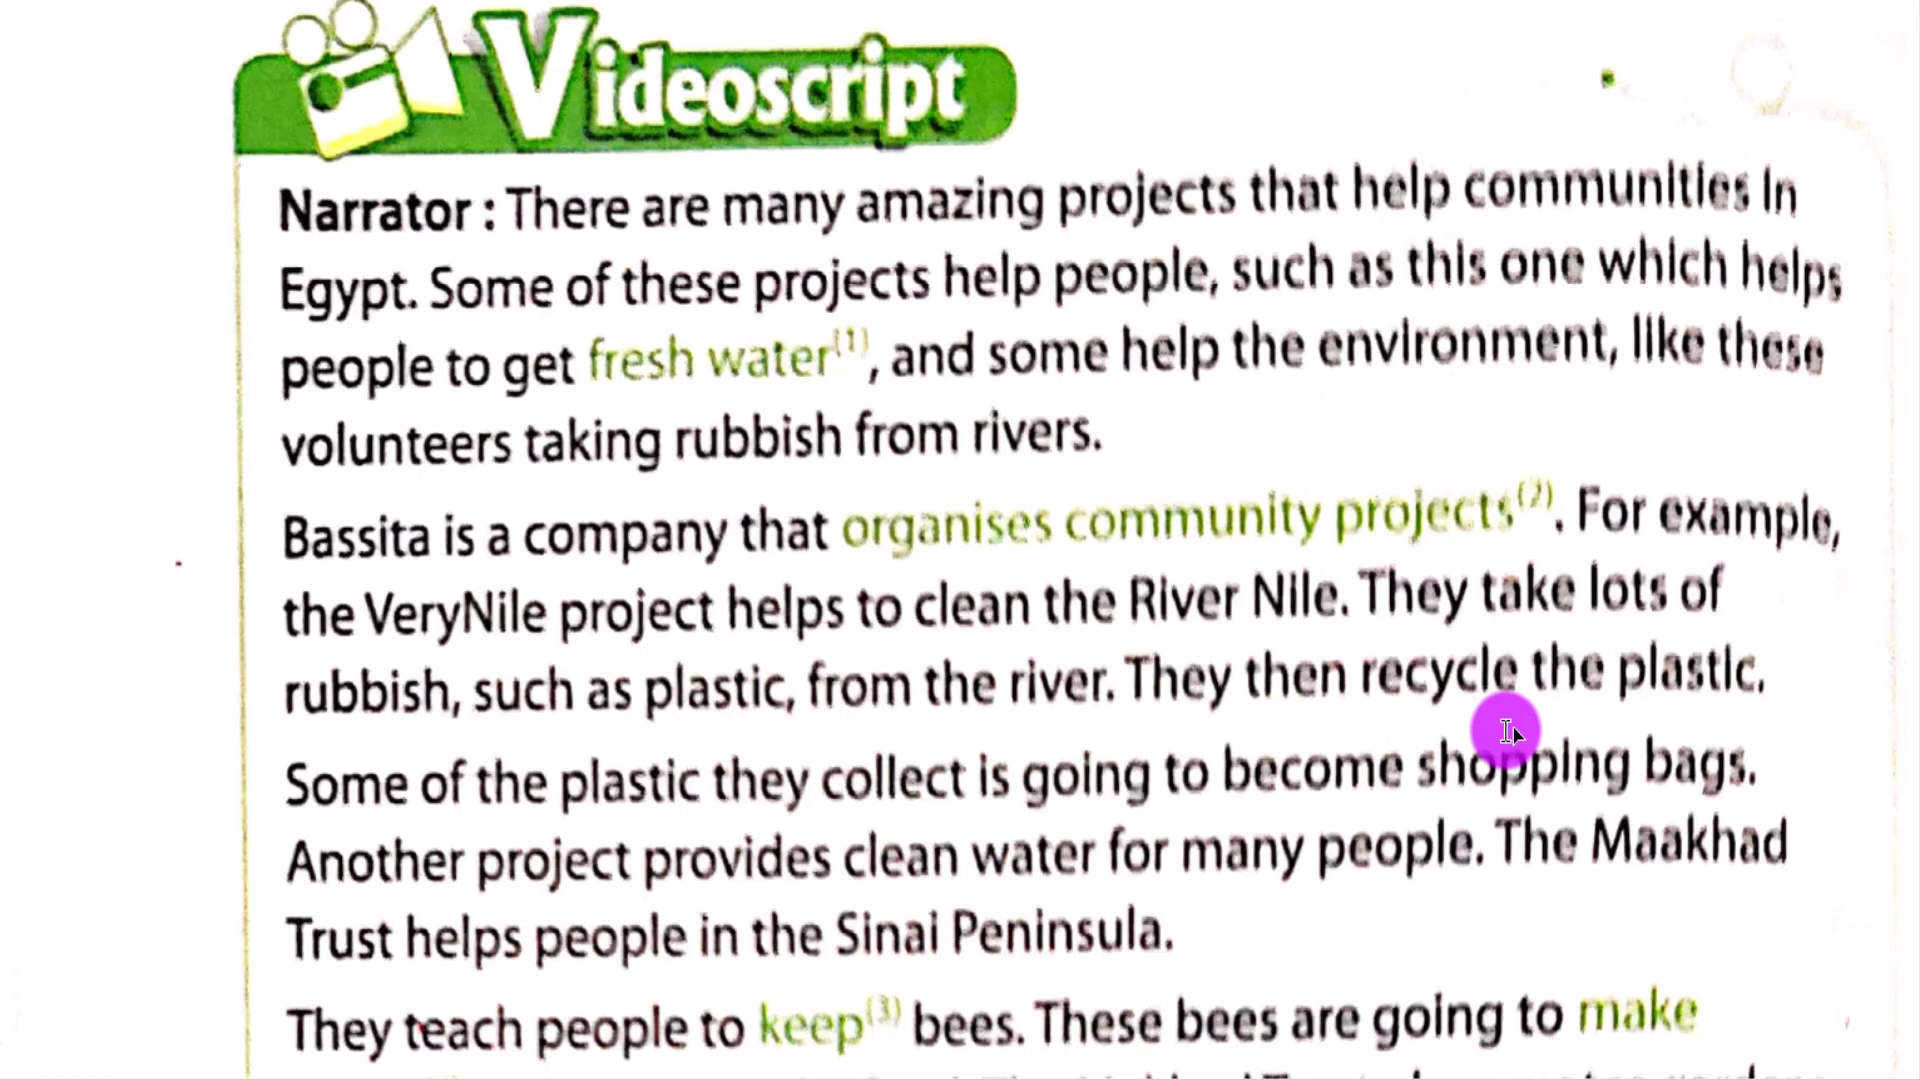 Videoscript
Narrator : There are many amazing projects that help communities in
Egypt. Some of these projects help people, such as this one which helps
people to get fresh water(1), and some help the environment, like these
volunteers taking rubbish from rivers.
Bassita is a company that organises community projects(2). For example,
the VeryNile project helps to clean the River Nile. They take lots of
rubbish, such as plastic, from the river. They then recycle the plastic.
Some of the plastic they collect is going to become shopping bags.
Another project provides clean water for many people. The Maakhad
Trust helps people in the Sinai Peninsula.
They teach people to keep(3) bees. These bees are going to make